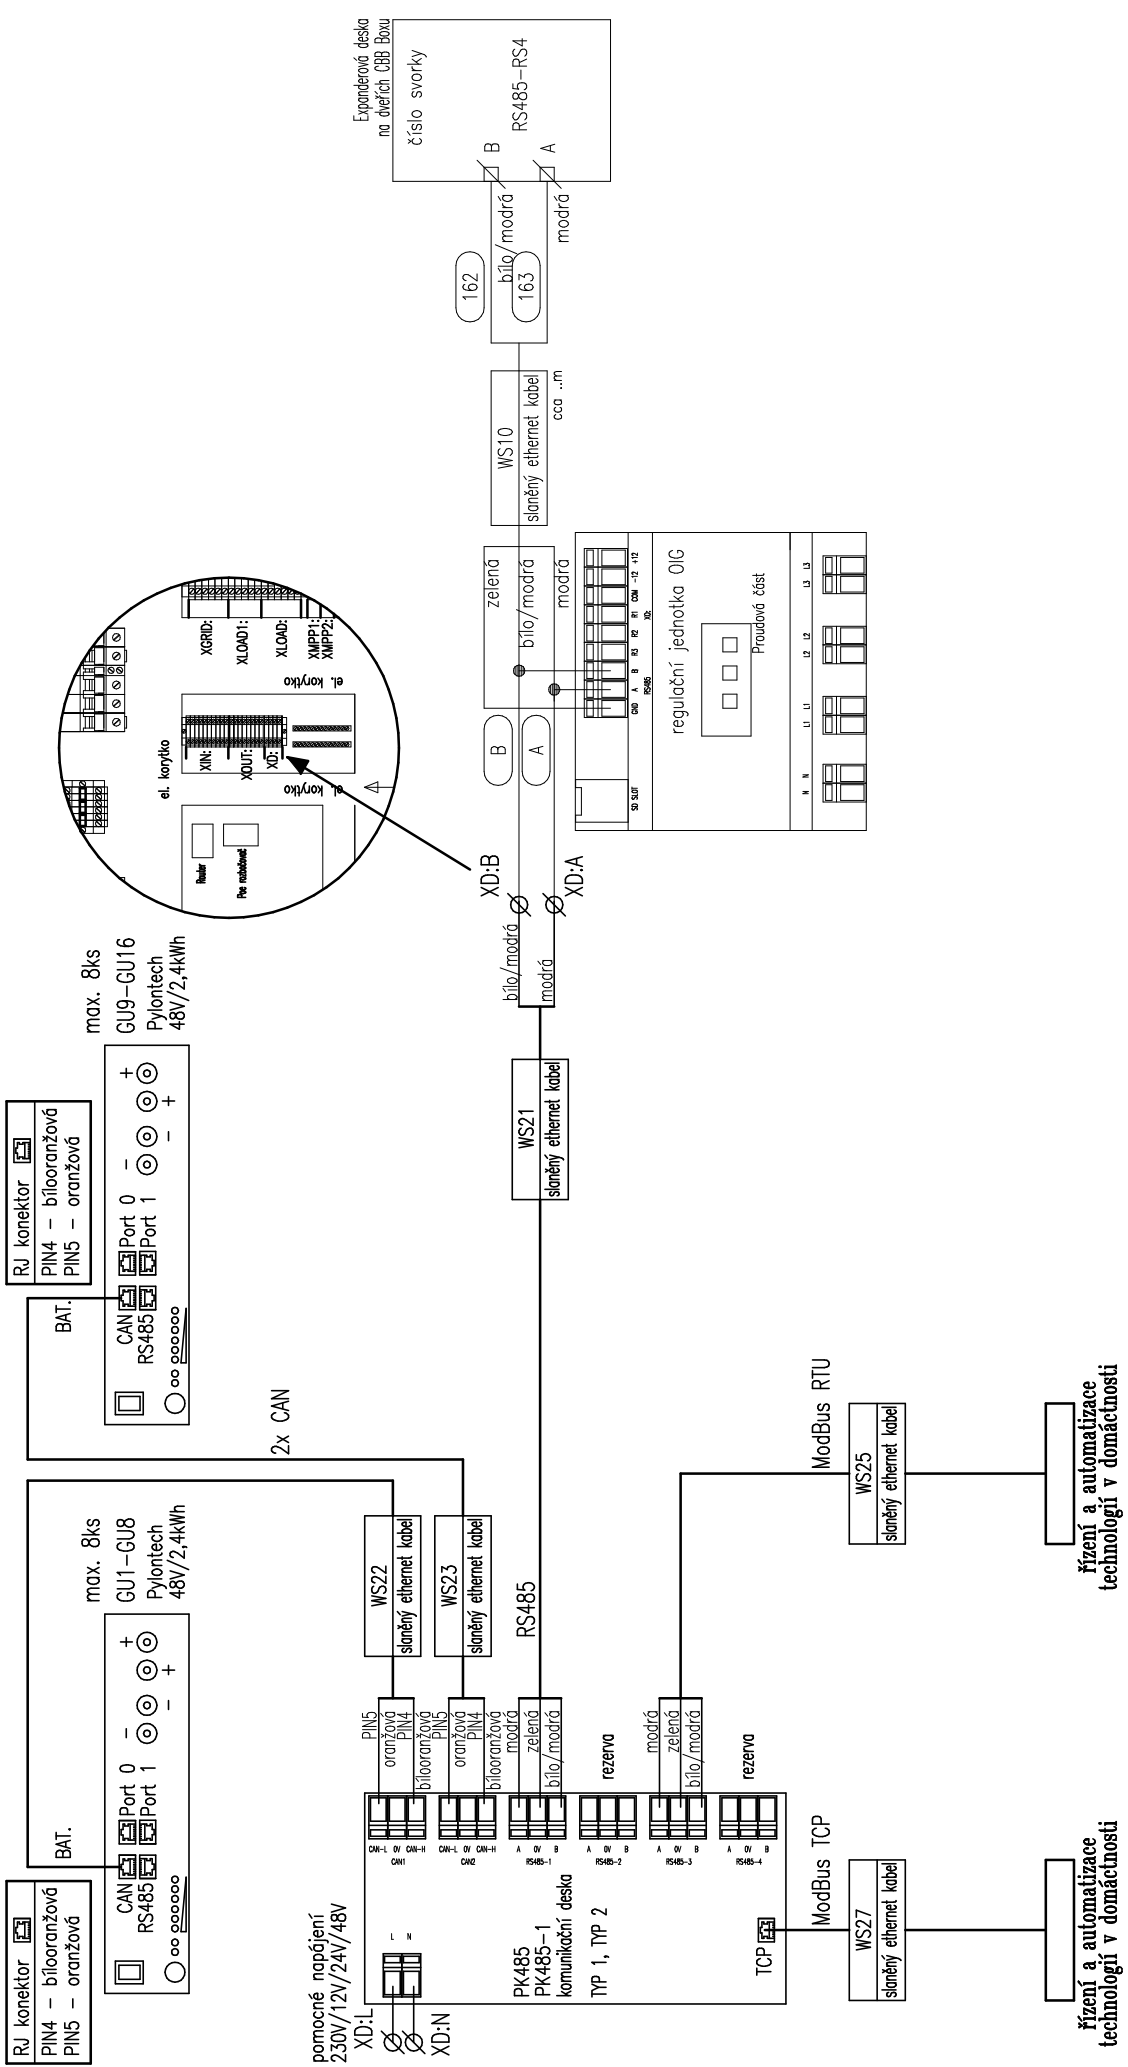 Expanderová deska
na dveřích CBB Boxu
číslo svorky
RS485-RS4
B
A
bílo/modrá
modrá
162
163
WS10
slaněný ethernet kabel
cca ..m
zelená
bílo/modrá
modrá
B
A
XD:B
XD:A
bílo/modrá
modrá
+12
-12
COM
R1
R2
R3
B
A
GND
XO:
RS485
SD SLOT
regulační jednotka OIG
Proudová část
L3
L3
L2
L2
L1
L1
N
N
XGRID:
XLOAD1:
XLOAD:
XMPP1:
XMPP2:
el. korytko
el. korytko
el. korytko
XIN:
XOUT:
XD:
Router
Poe rozbočovač
max. 8ks
GU9-GU16
Pylontech
48V/2,4kWh
RJ konektor
PIN4 - bílooranžová
PIN5 - oranžová
BAT.
CAN
RS485
Port 0
Port 1
-
+
-
+
WS21
slaněný ethernet kabel
2x CAN
max. 8ks
GU1-GU8
Pylontech
48V/2,4kWh
RJ konektor
PIN4 - bílooranžová
PIN5 - oranžová
BAT.
CAN
RS485
Port 0
Port 1
-
+
-
+
WS22
slaněný ethernet kabel
WS23
slaněný ethernet kabel
RS485
PIN5
oranžová
PIN4
bílooranžová
PIN5
oranžová
PIN4
bílooranžová
modrá
zelená
bílo/modrá
rezerva
modrá
zelená
bílo/modrá
rezerva
CAN-L
0V
CAN-H
CAN1
CAN-L
0V
CAN-H
CAN2
A
0V
B
RS485-1
A
0V
B
RS485-2
A
0V
B
RS485-3
A
0V
B
RS485-4
PK485
PK485-1
komunikační deska
TYP 1, TYP 2
TCP
L
N
pomocné napájení
230V/12V/24V/48V
XD:L
XD:N
ModBus RTU
WS25
slaněný ethernet kabel
řízení a automatizace
technologií v domáctnosti
ModBus TCP
WS27
slaněný ethernet kabel
řízení a automatizace
technologií v domáctnosti